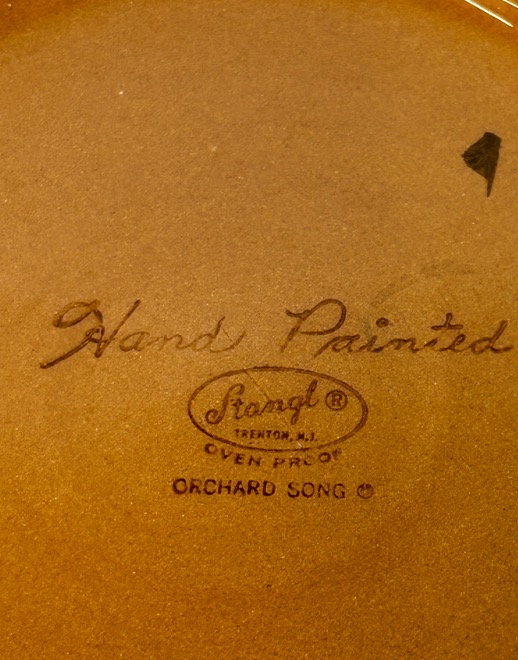 Hand Painted
Stangl ®
TRENTON, N.J.
OVEN PROOF
ORCHARD SONG ©